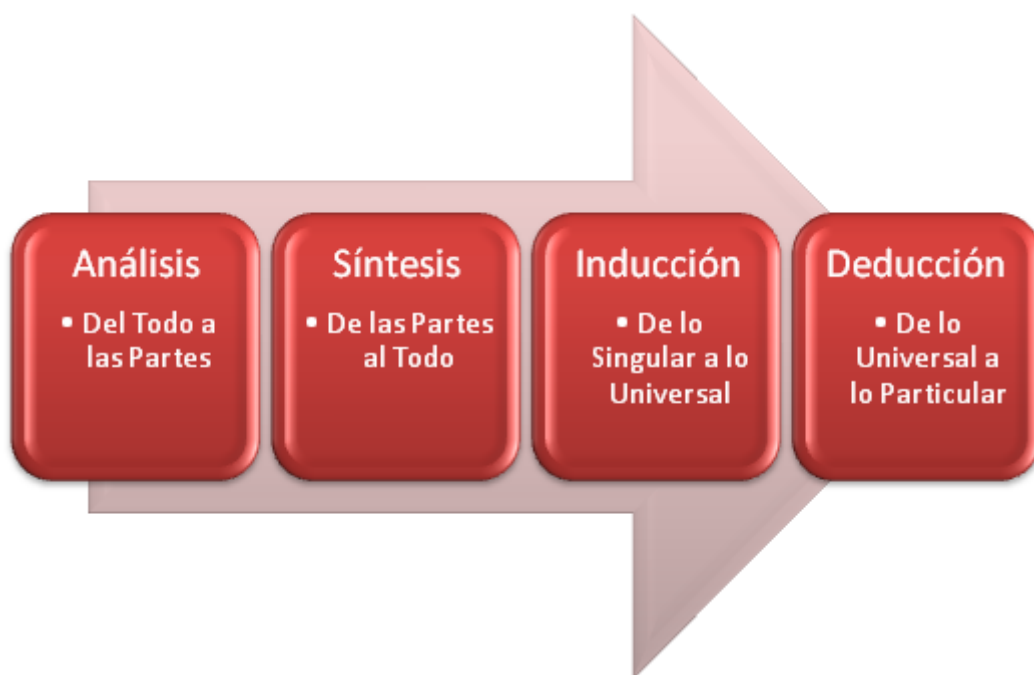 Análisis
▪ Del Todo a
las Partes
Síntesis
▪ De las Partes
al Todo
Inducción
▪ De lo
Singular a lo
Universal
Deducción
▪ De lo
Universal a
lo Particular